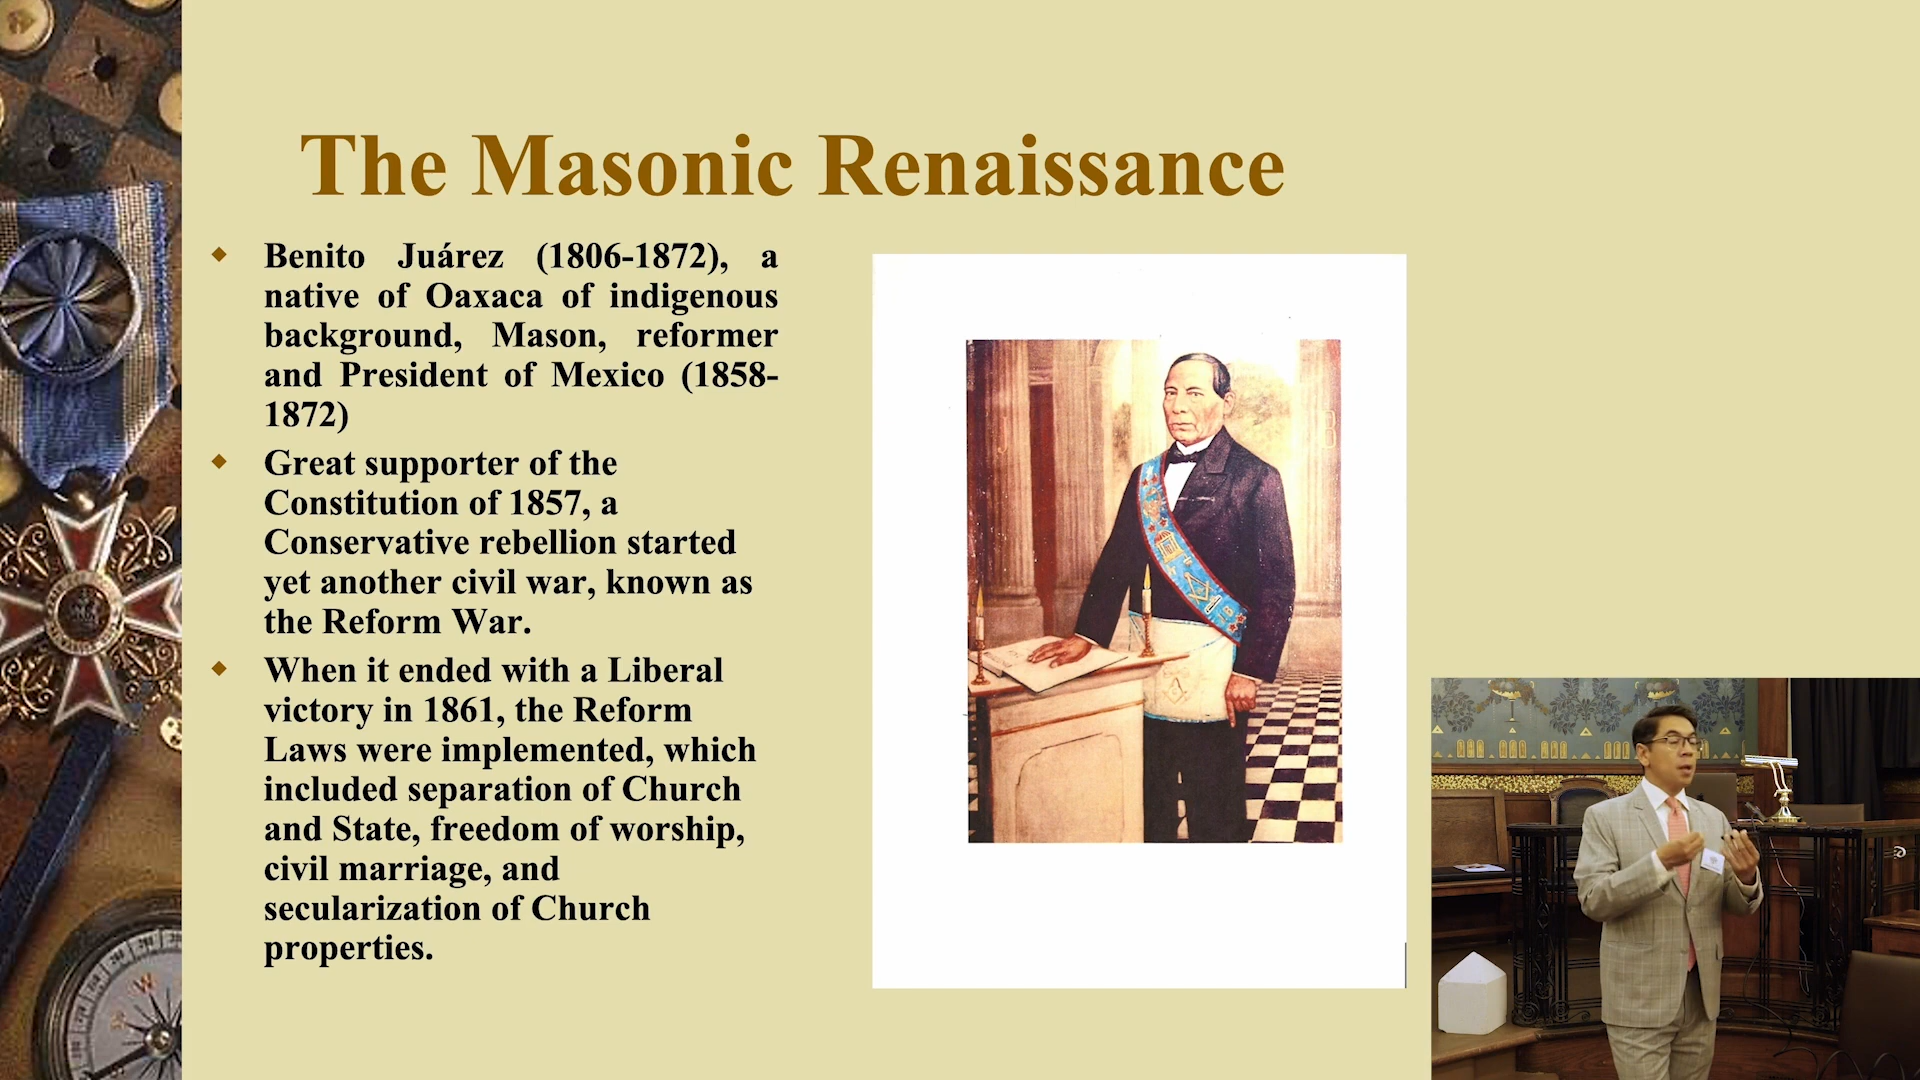 The Masonic Renaissance
Benito Juárez (1806-1872), a
native of Oaxaca of indigenous
background, Mason, reformer
and President of Mexico (1858-
1872)
Great supporter of the
Constitution of 1857, a
Conservative rebellion started
yet another civil war, known as
the Reform War.
When it ended with a Liberal
victory in 1861, the Reform
Laws were implemented, which
included separation of Church
and State, freedom of worship,
civil marriage, and
secularization of Church
properties.
J
B
W